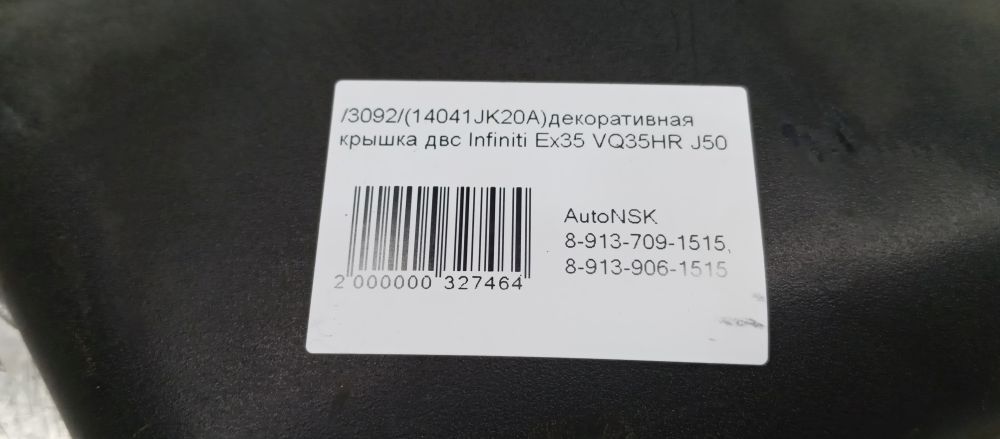 /3092/(14041JK20A)декоративная
крышка двс Infiniti Ex35 VQ35HR J50
AutoNSK
8-913-709-1515,
8-913-906-1515
2 000000 327464